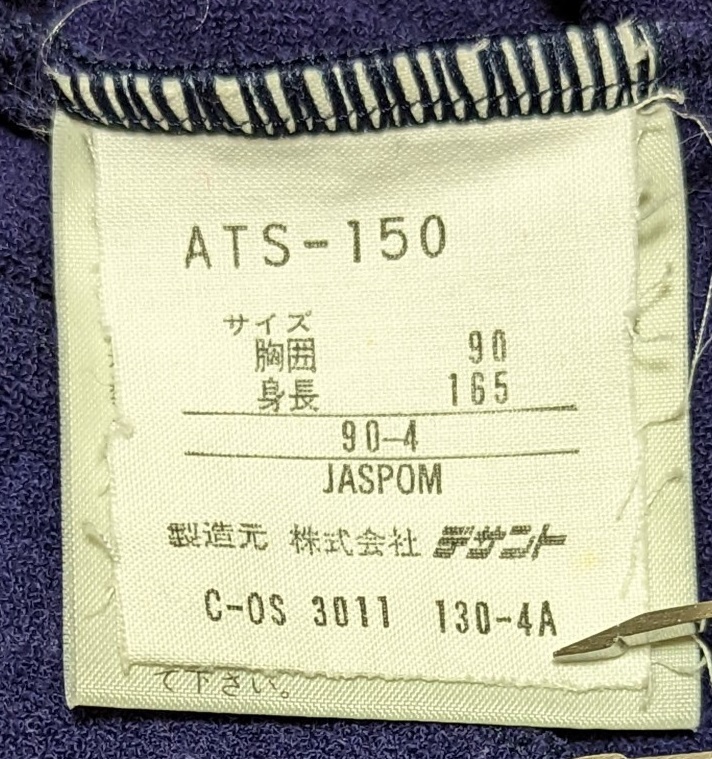 ATS-150
サイズ
胸囲 90
身長 165
90-4
JASPOM
製造元 株式会社 デサント
C-OS 3011 130-4A
て下さい。